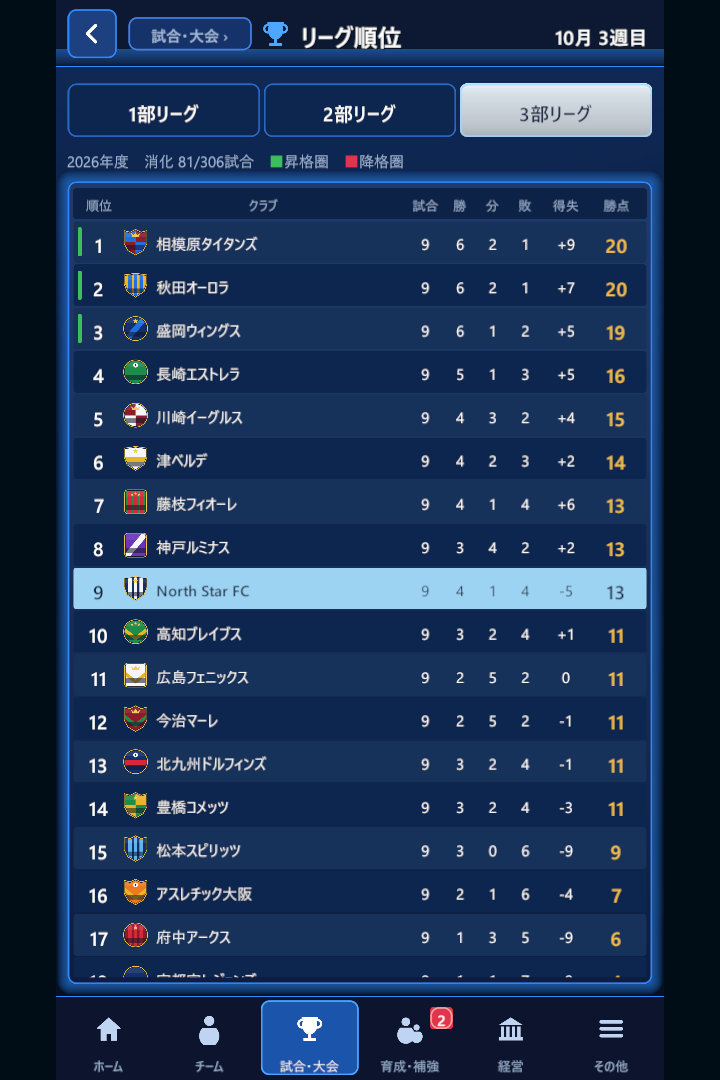 試合・大会 › リーグ順位 10月 3週目
1部リーグ 2部リーグ 3部リーグ
2026年度 消化 81/306試合 昇格圏 降格圏
順位 クラブ 試合 勝 分 敗 得失 勝点
1 相模原タイタンズ 9 6 2 1 +9 20
2 秋田オーロラ 9 6 2 1 +7 20
3 盛岡ウィングス 9 6 1 2 +5 19
4 長崎エストレラ 9 5 1 3 +5 16
5 川崎イーグルス 9 4 3 2 +4 15
6 津ベルデ 9 4 2 3 +2 14
7 藤枝フィオーレ 9 4 1 4 +6 13
8 神戸ルミナス 9 3 4 2 +2 13
9 North Star FC 9 4 1 4 -5 13
10 高知ブレイブス 9 3 2 4 +1 11
11 広島フェニックス 9 2 5 2 0 11
12 今治マーレ 9 2 5 2 -1 11
13 北九州ドルフィンズ 9 3 2 4 -1 11
14 豊橋コメッツ 9 3 2 4 -3 11
15 松本スピリッツ 9 3 0 6 -9 9
16 アスレチック大阪 9 2 1 6 -4 7
17 府中アークス 9 1 3 5 -9 6
2
ホーム チーム 試合・大会 育成・補強 経営 その他